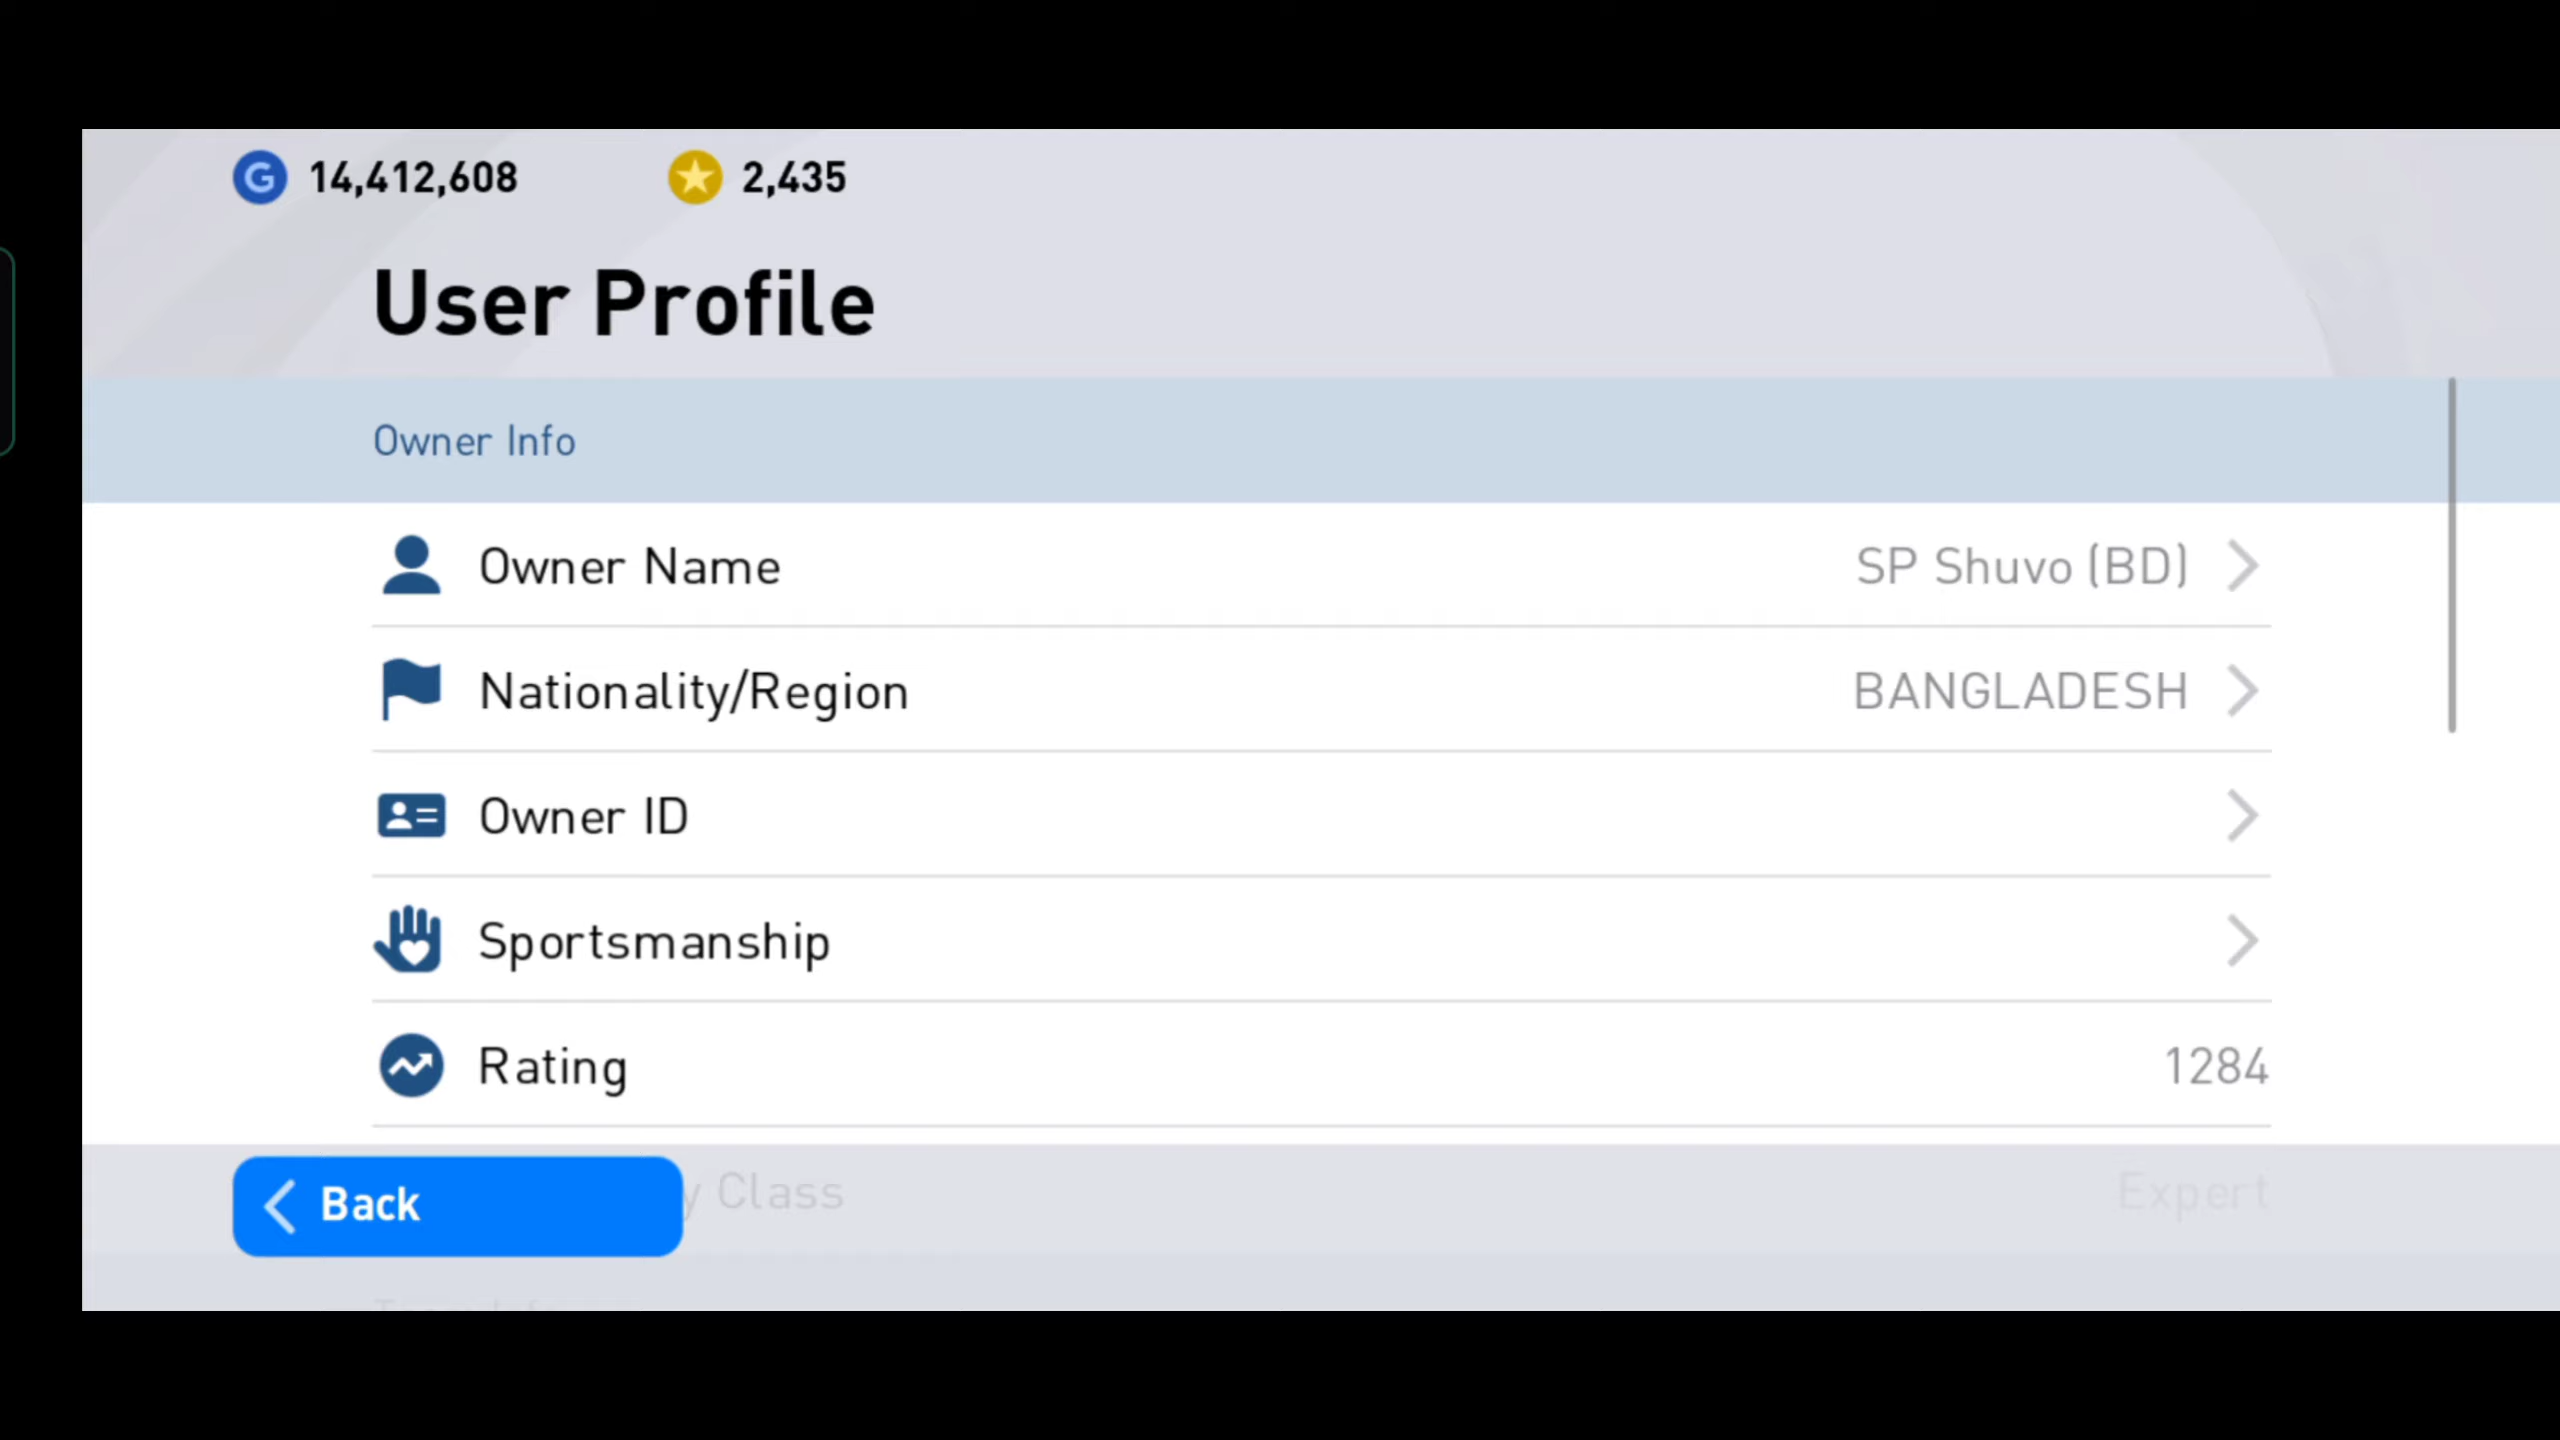 G 14,412,608 2,435
User Profile
Owner Info
Owner Name SP Shuvo (BD)
Nationality/Region BANGLADESH
Owner ID
Sportsmanship
Rating 1284
Back y Class Expert